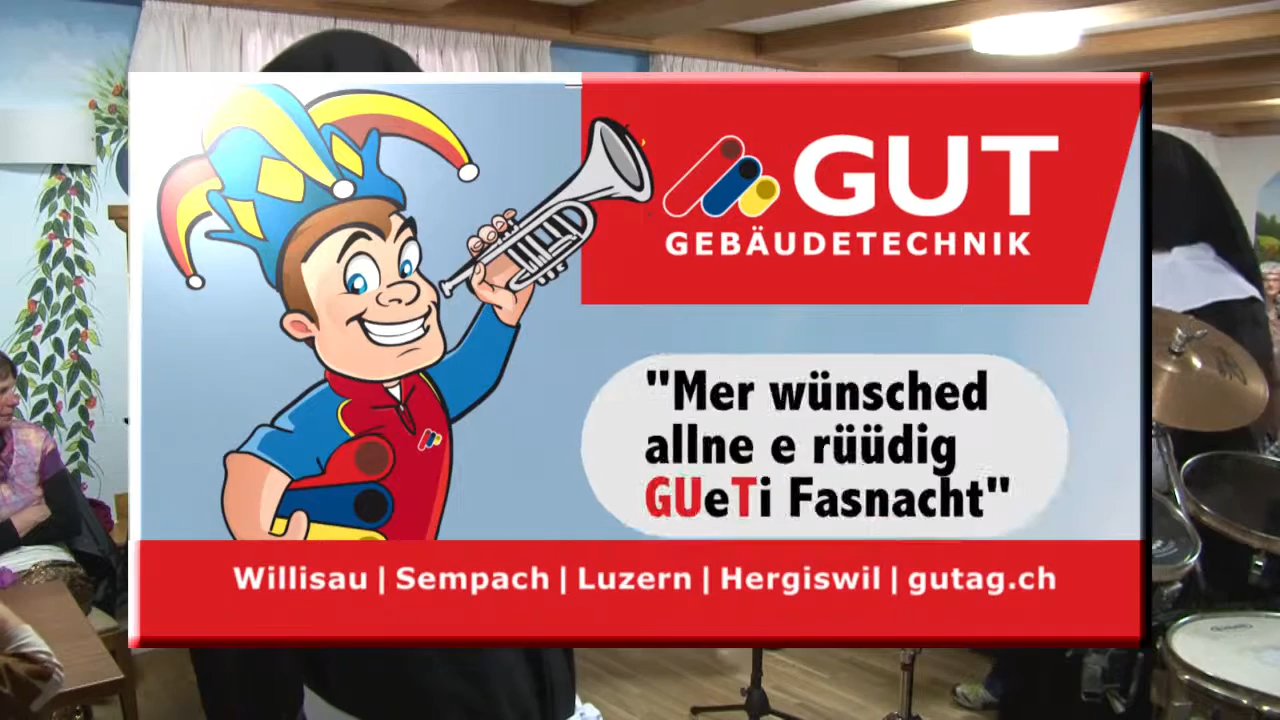 GUT
GEBÄUDETECHNIK
"Mer wünsched
allne e rüüdig
GUeTi Fasnacht"
Willisau | Sempach | Luzern | Hergiswil | gutag.ch